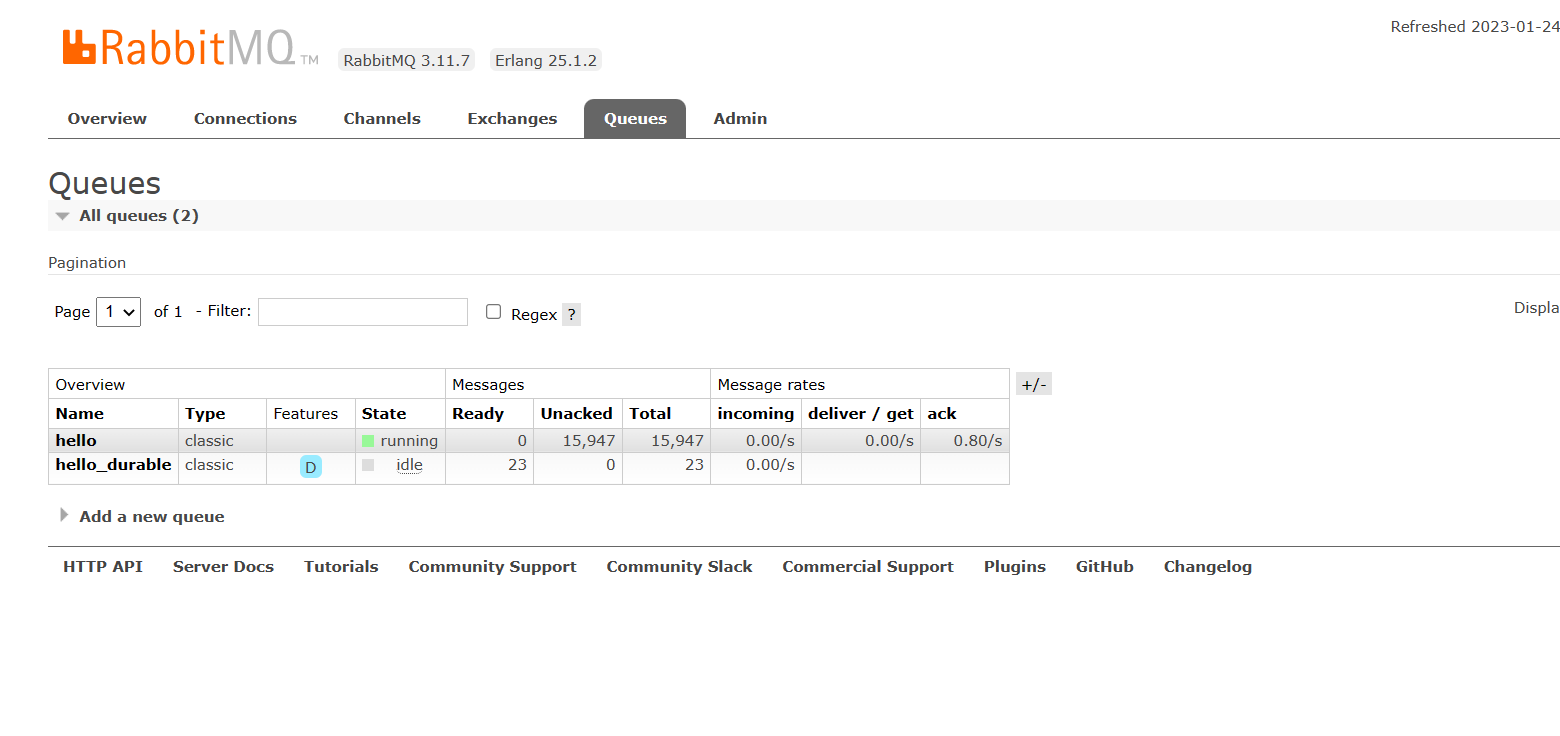 Refreshed 2023-01-24
RabbitMQ TM RabbitMQ 3.11.7 Erlang 25.1.2
Overview Connections Channels Exchanges Queues Admin
Queues
All queues (2)
Pagination
Page 1 of 1 - Filter: Regex ?
Displa
Overview Messages Message rates +/-
Name Type Features State Ready Unacked Total incoming deliver / get ack
hello classic running 0 15,947 15,947 0.00/s 0.00/s 0.80/s
hello_durable classic D idle 23 0 23 0.00/s
Add a new queue
HTTP API Server Docs Tutorials Community Support Community Slack Commercial Support Plugins GitHub Changelog